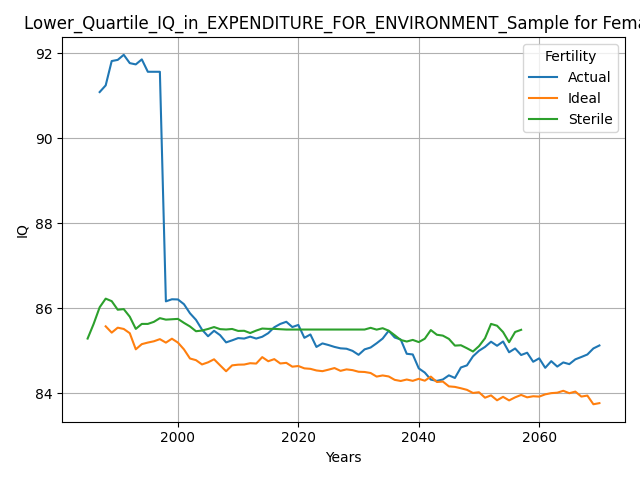 Lower_Quartile_IQ_in_EXPENDITURE_FOR_ENVIRONMENT_Sample for Fema
92
90
88
86
84
IQ
2000
2020
2040
2060
Years
Fertility
Actual
Ideal
Sterile